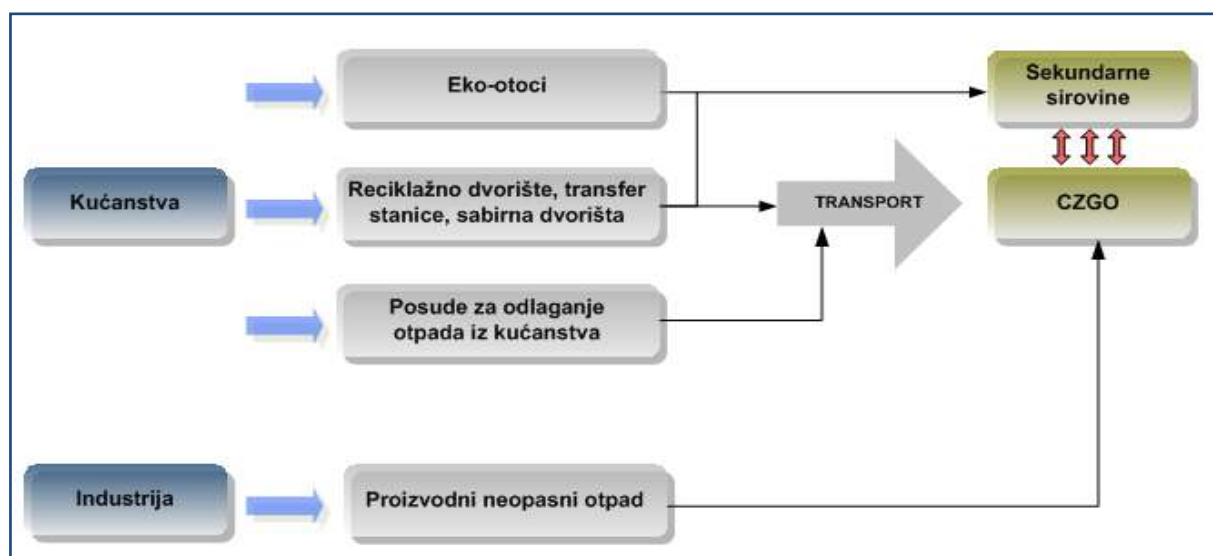 Eko-otoci
Sekundarne
sirovine
Kućanstva
Reciklažno dvorište, transfer
stanice, sabirna dvorišta
TRANSPORT
CZGO
Posude za odlaganje
otpada iz kućanstva
Industrija
Proizvodni neopasni otpad